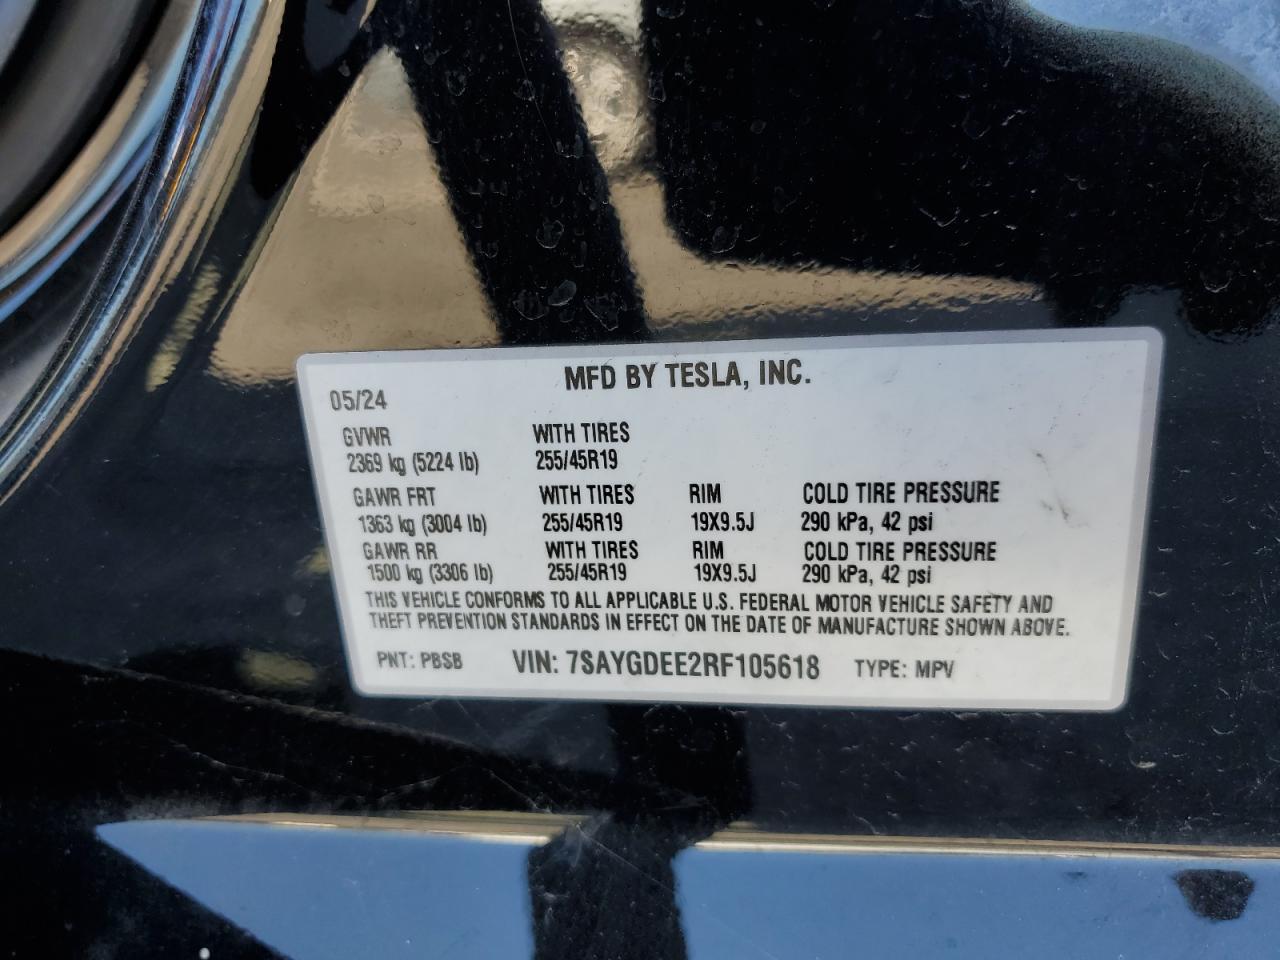 MFD BY TESLA, INC.
05/24
GVWR WITH TIRES
2369 kg (5224 lb) 255/45R19
GAWR FRT WITH TIRES RIM COLD TIRE PRESSURE
1363 kg (3004 lb) 255/45R19 19X9.5J 290 kPa, 42 psi
GAWR RR WITH TIRES RIM COLD TIRE PRESSURE
1500 kg (3306 lb) 255/45R19 19X9.5J 290 kPa, 42 psi
THIS VEHICLE CONFORMS TO ALL APPLICABLE U.S. FEDERAL MOTOR VEHICLE SAFETY AND
THEFT PREVENTION STANDARDS IN EFFECT ON THE DATE OF MANUFACTURE SHOWN ABOVE.
PNT: PBSB VIN: 7SAYGDEE2RF105618 TYPE: MPV